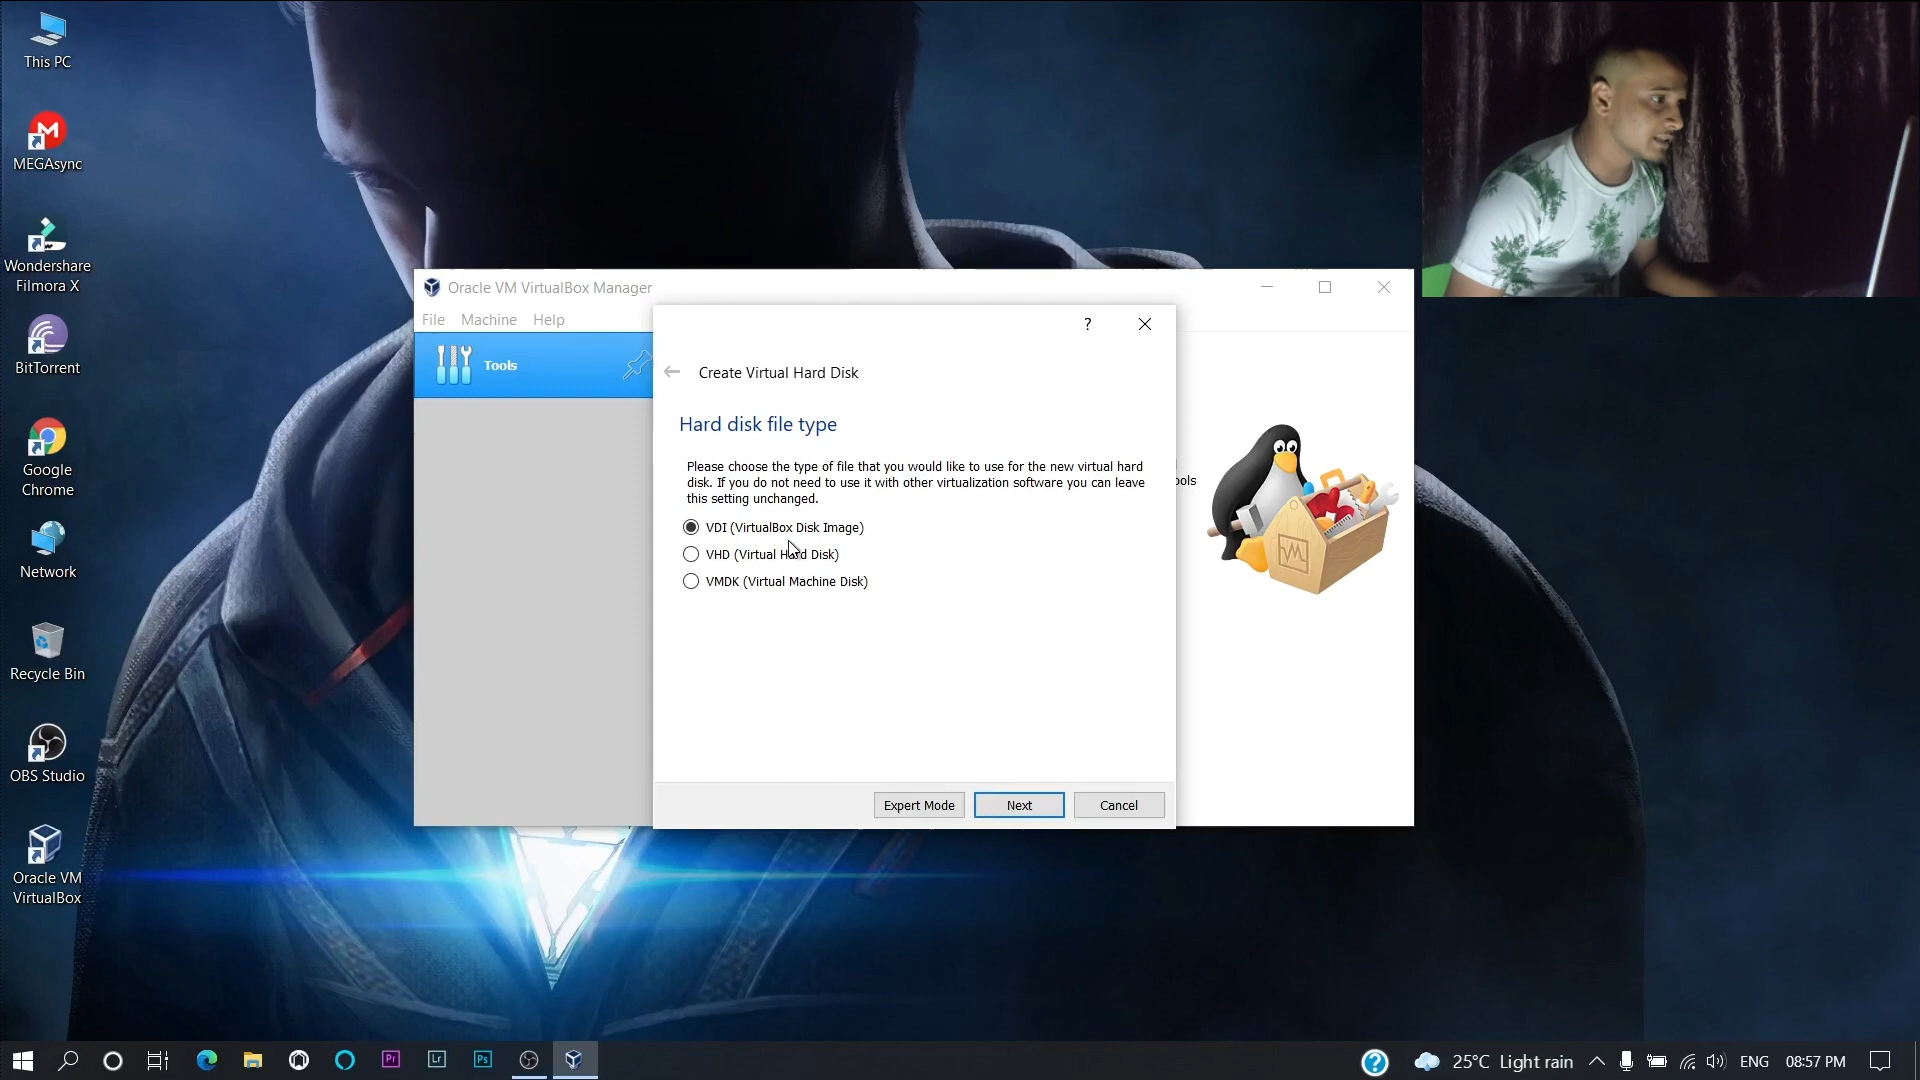 This PC
MEGAsync
Wondershare
Filmora X
BitTorrent
Google
Chrome
Network
Recycle Bin
OBS Studio
Oracle VM
VirtualBox
Oracle VM VirtualBox Manager
File Machine Help
Tools
?
Create Virtual Hard Disk
Hard disk file type
Please choose the type of file that you would like to use for the new virtual hard
disk. If you do not need to use it with other virtualization software you can leave
this setting unchanged.
VDI (VirtualBox Disk Image)
VHD (Virtual Hard Disk)
VMDK (Virtual Machine Disk)
Expert Mode Next Cancel
ools
Pr Lr Ps
? 25°C Light rain ENG 08:57 PM